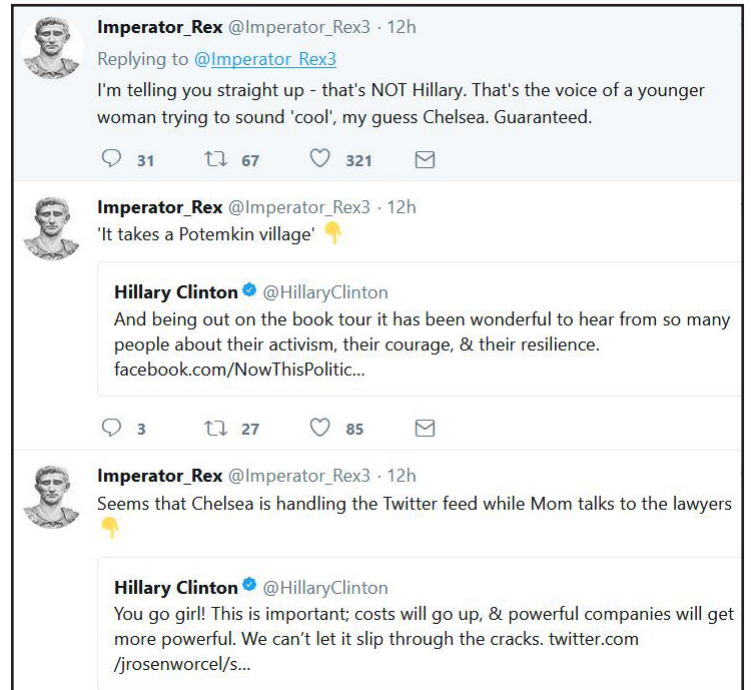 Imperator_Rex @Imperator_Rex3 · 12h
Replying to @Imperator_Rex3
I'm telling you straight up - that's NOT Hillary. That's the voice of a younger
woman trying to sound 'cool', my guess Chelsea. Guaranteed.
31 67 321
Imperator_Rex @Imperator_Rex3 · 12h
'It takes a Potemkin village' 👇
Hillary Clinton @HillaryClinton
And being out on the book tour it has been wonderful to hear from so many
people about their activism, their courage, & their resilience.
facebook.com/NowThisPolitic...
3 27 85
Imperator_Rex @Imperator_Rex3 · 12h
Seems that Chelsea is handling the Twitter feed while Mom talks to the lawyers
👇
Hillary Clinton @HillaryClinton
You go girl! This is important; costs will go up, & powerful companies will get
more powerful. We can't let it slip through the cracks. twitter.com
/jrosenworcel/s...